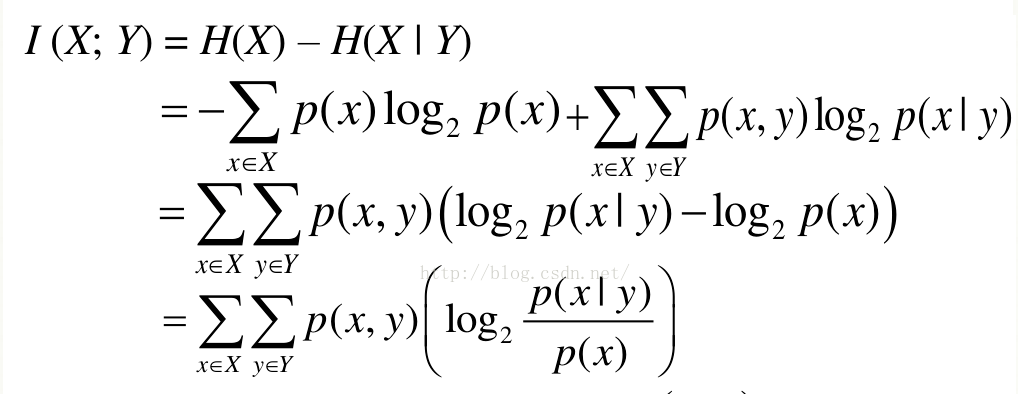 I (X; Y) = H(X) – H(X | Y)
= −∑_{x∈X} p(x) log₂ p(x) + ∑_{x∈X} ∑_{y∈Y} p(x, y) log₂ p(x | y)
= ∑_{x∈X} ∑_{y∈Y} p(x, y) (log₂ p(x | y) − log₂ p(x))
http://blog.csdn.net/
= ∑_{x∈X} ∑_{y∈Y} p(x, y) (log₂ p(x | y) / p(x))